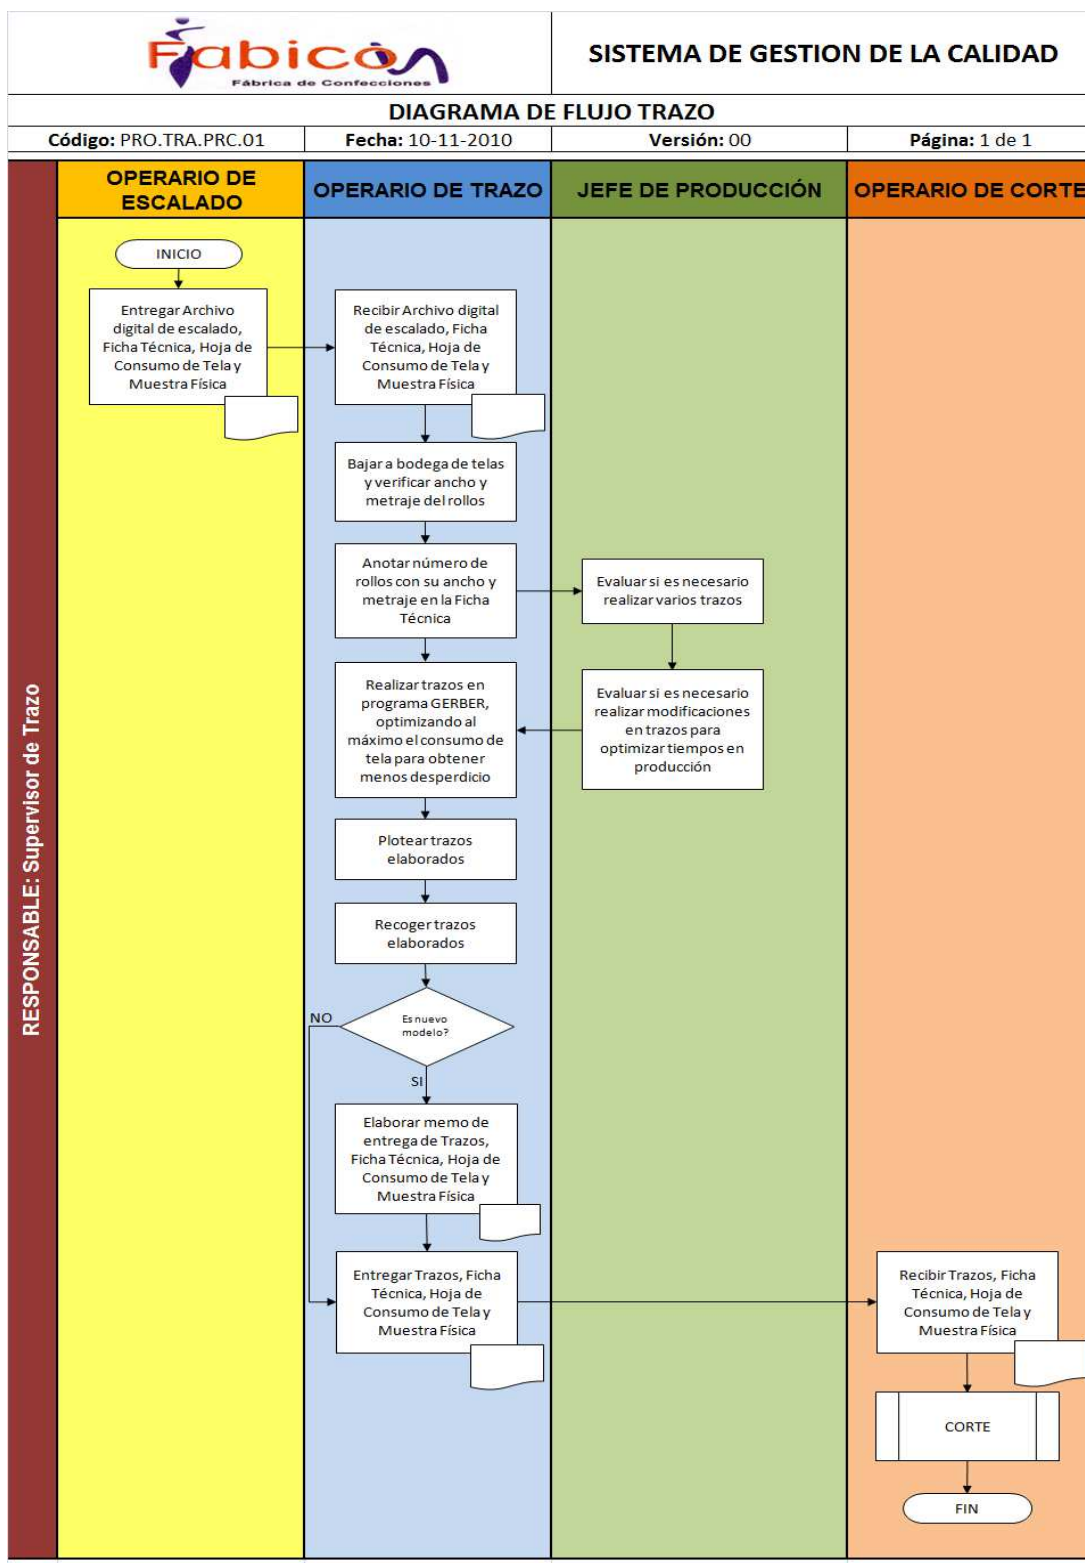 Fabicón
Fábrica de Confecciones
SISTEMA DE GESTION DE LA CALIDAD
DIAGRAMA DE FLUJO TRAZO
Código: PRO.TRA.PRC.01
Fecha: 10-11-2010
Versión: 00
Página: 1 de 1
RESPONSABLE: Supervisor de Trazo
OPERARIO DE
ESCALADO
OPERARIO DE TRAZO
JEFE DE PRODUCCIÓN
OPERARIO DE CORTE
INICIO
Entregar Archivo
digital de escalado,
Ficha Técnica, Hoja de
Consumo de Tela y
Muestra Física
Recibir Archivo digital
de escalado, Ficha
Técnica, Hoja de
Consumo de Tela y
Muestra Física
Bajar a bodega de telas
y verificar ancho y
metraje del rollos
Anotar número de
rollos con su ancho y
metraje en la Ficha
Técnica
Evaluar si es necesario
realizar varios trazos
Evaluar si es necesario
realizar modificaciones
en trazos para
optimizar tiempos en
producción
Realizar trazos en
programa GERBER,
optimizando al
máximo el consumo de
tela para obtener
menos desperdicio
Plotear trazos
elaborados
Recoger trazos
elaborados
Es nuevo
modelo?
NO
SI
Elaborar memo de
entrega de Trazos,
Ficha Técnica, Hoja de
Consumo de Tela y
Muestra Física
Entregar Trazos, Ficha
Técnica, Hoja de
Consumo de Tela y
Muestra Física
Recibir Trazos, Ficha
Técnica, Hoja de
Consumo de Tela y
Muestra Física
CORTE
FIN